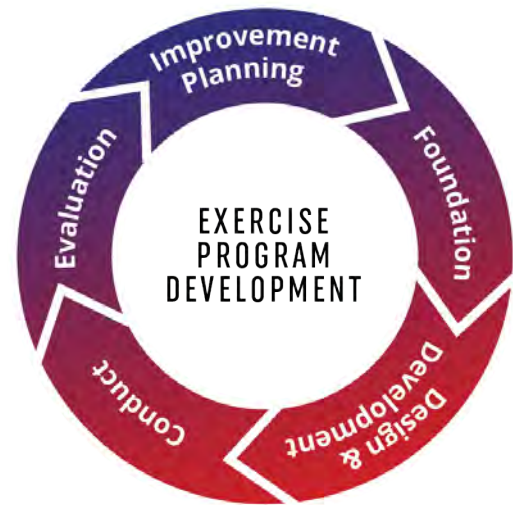 Improvement
Planning
Foundation
Design &
Development
Conduct
Evaluation
EXERCISE
PROGRAM
DEVELOPMENT